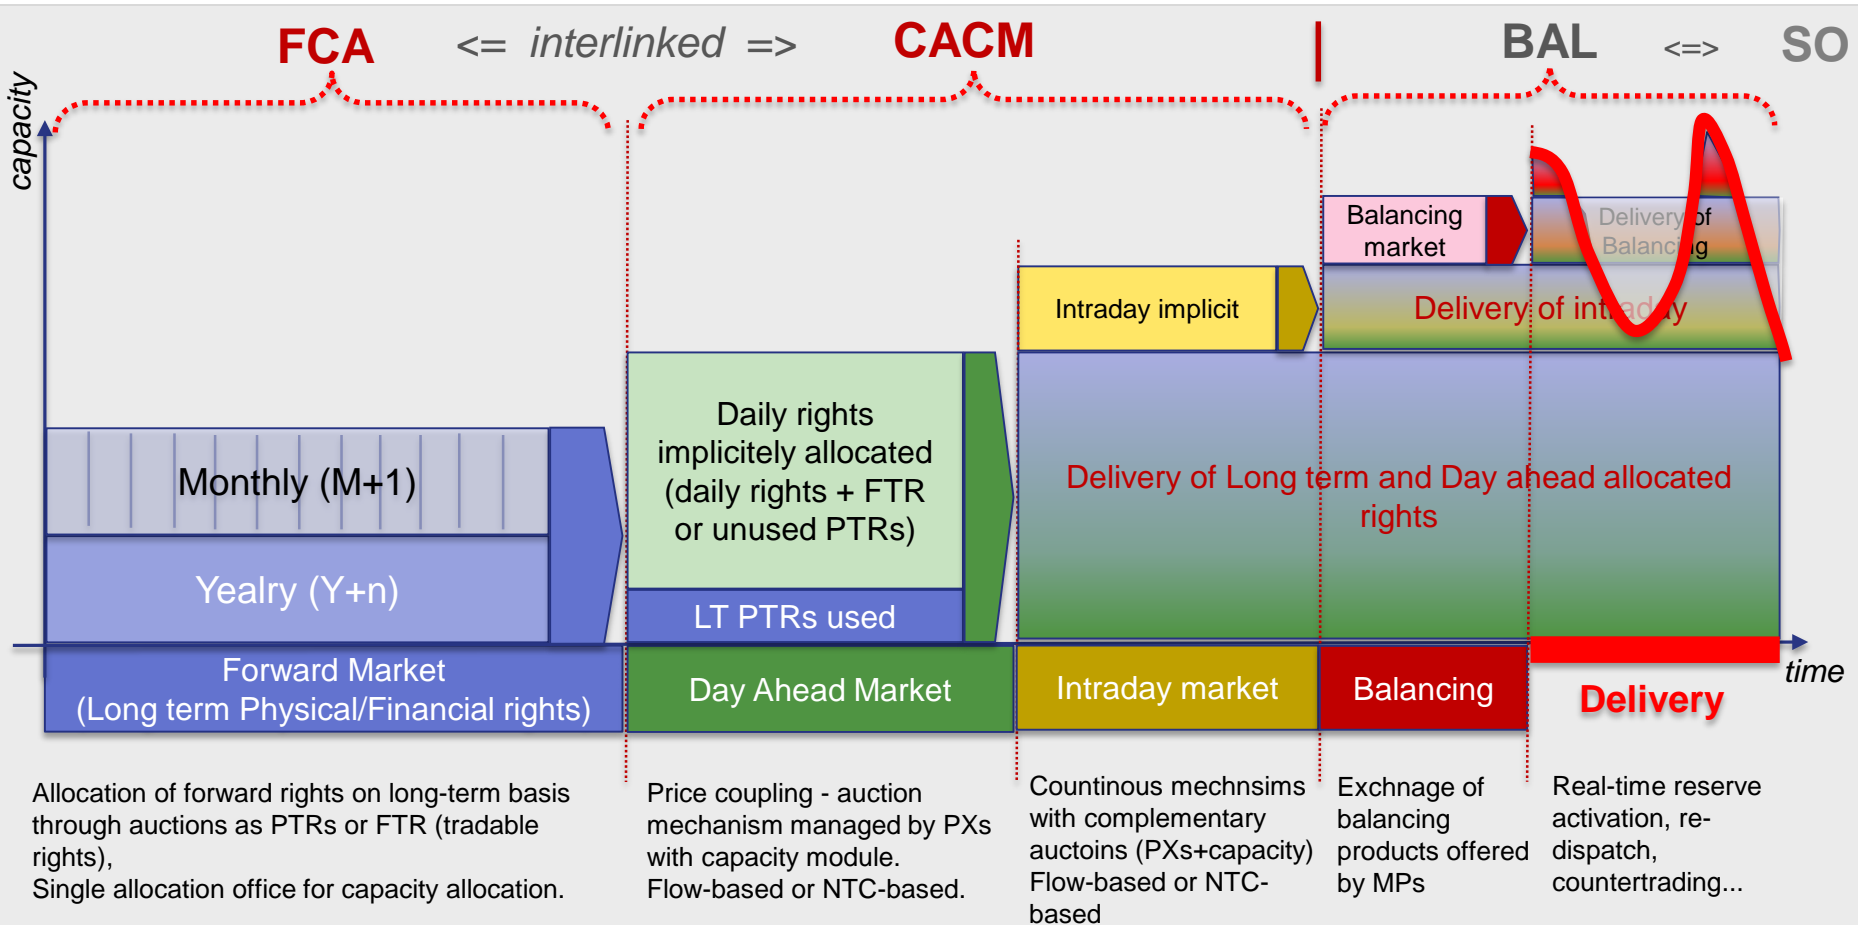 FCA <= interlinked => CACM BAL <=> SO
capacity
Balancing
market
Delivery of
Balancing
Intraday implicit
Delivery of intraday
Daily rights
implicitely allocated
(daily rights + FTR
or unused PTRs)
Monthly (M+1)
Delivery of Long term and Day ahead allocated
rights
Yealry (Y+n)
LT PTRs used
time
Forward Market
(Long term Physical/Financial rights)
Day Ahead Market
Intraday market
Balancing
Delivery
Allocation of forward rights on long-term basis
through auctions as PTRs or FTR (tradable
rights),
Single allocation office for capacity allocation.
Price coupling - auction
mechanism managed by PXs
with capacity module.
Flow-based or NTC-based.
Countinous mechnsims
with complementary
auctoins (PXs+capacity)
Flow-based or NTC-
based
Exchnage of
balancing
products offered
by MPs
Real-time reserve
activation, re-
dispatch,
countertrading...